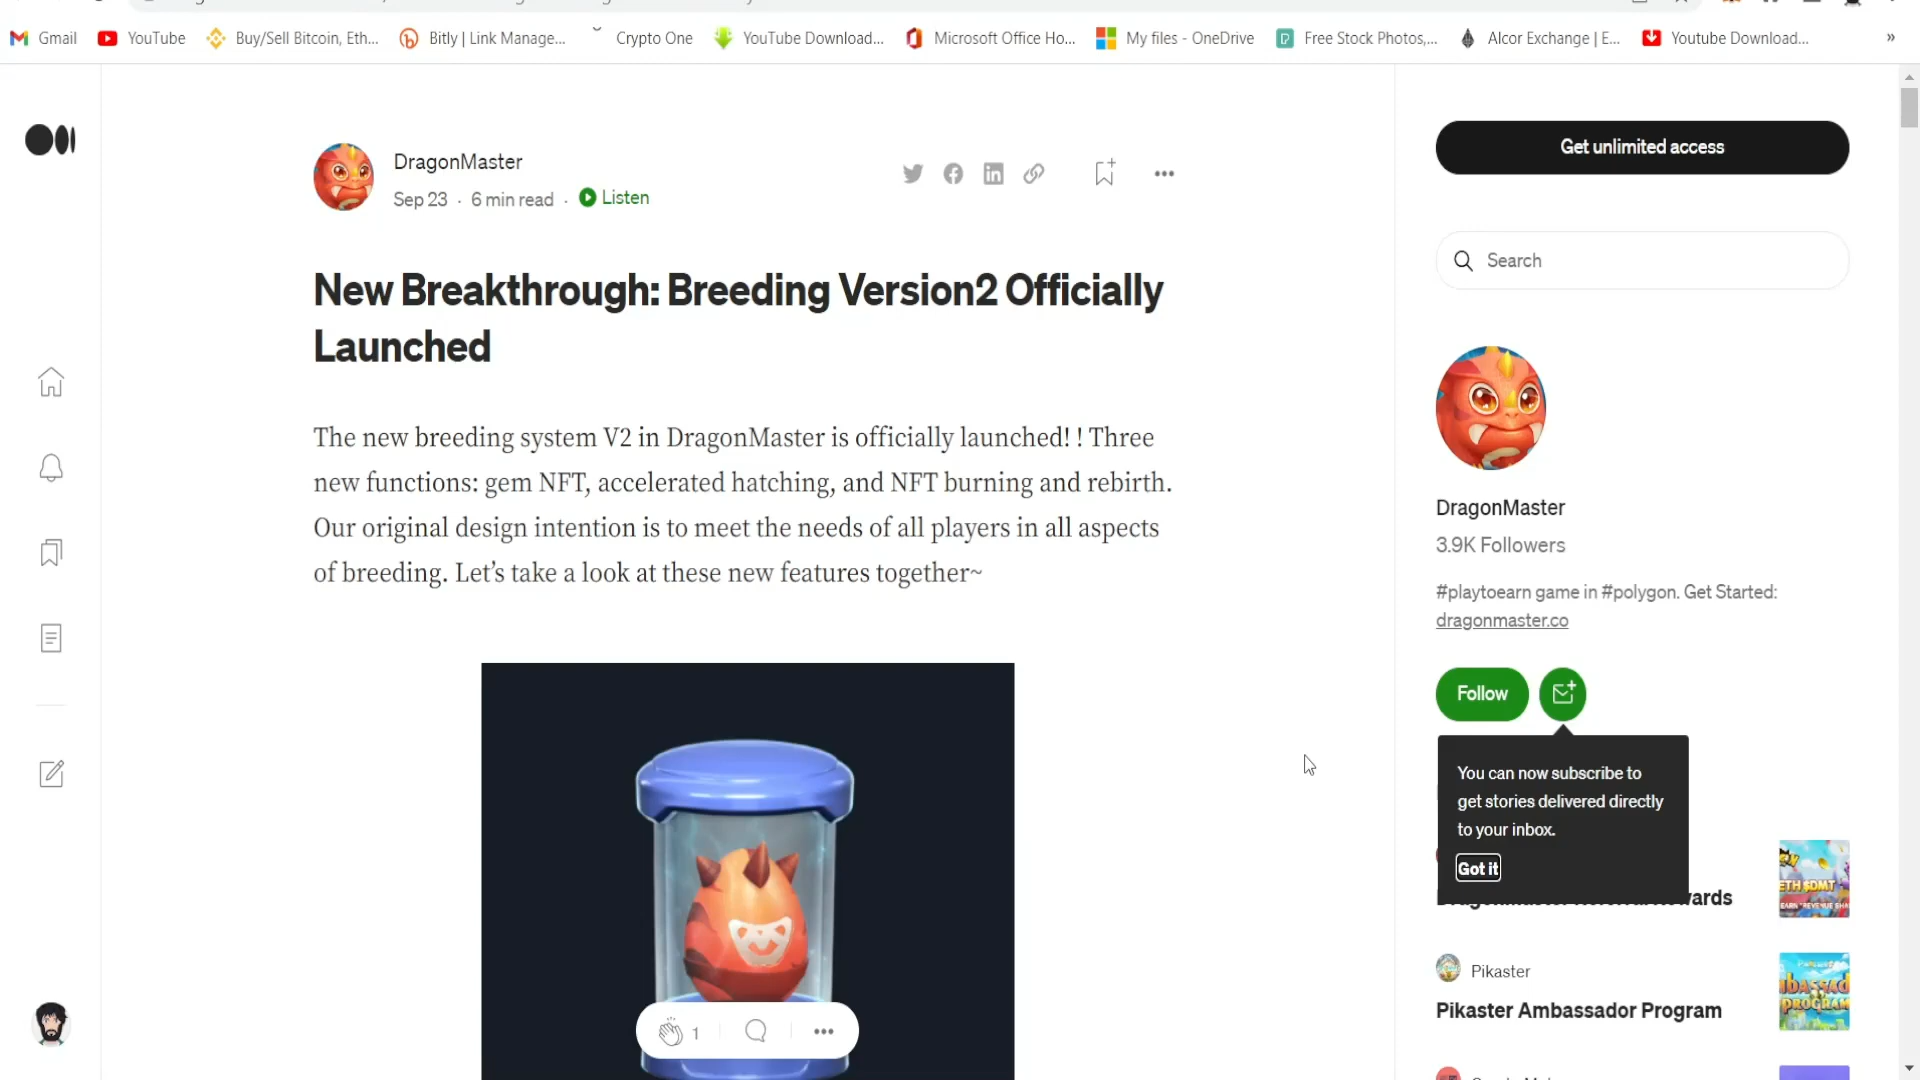 Gmail
YouTube
Buy/Sell Bitcoin, Eth...
Bitly | Link Manage...
Crypto One
YouTube Download...
Microsoft Office Ho...
My files - OneDrive
Free Stock Photos,...
Alcor Exchange | E...
Youtube Download...
»
DragonMaster
Sep 23 · 6 min read · Listen
New Breakthrough: Breeding Version2 Officially
Launched
The new breeding system V2 in DragonMaster is officially launched! ! Three
new functions: gem NFT, accelerated hatching, and NFT burning and rebirth.
Our original design intention is to meet the needs of all players in all aspects
of breeding. Let’s take a look at these new features together~
1
Get unlimited access
Search
DragonMaster
3.9K Followers
#playtoearn game in #polygon. Get Started:
dragonmaster.co
Follow
You can now subscribe to
get stories delivered directly
to your inbox.
Got it
Pikaster
Pikaster Ambassador Program